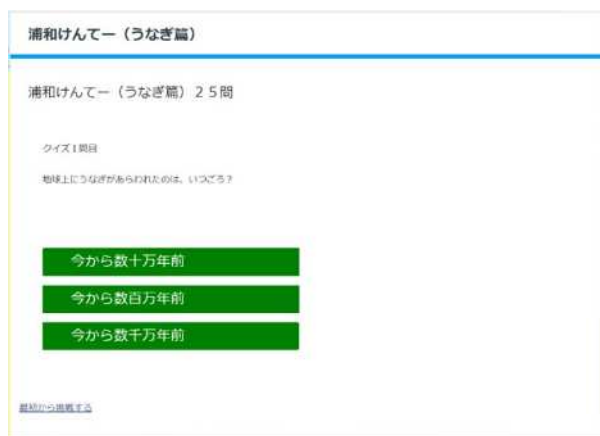 浦和けんてー（うなぎ篇）
浦和けんてー（うなぎ篇）２５問
クイズ1問目
地球上にうなぎがあらわれたのは、いつごろ？
今から数十万年前
今から数百万年前
今から数千万年前
最初から挑戦する